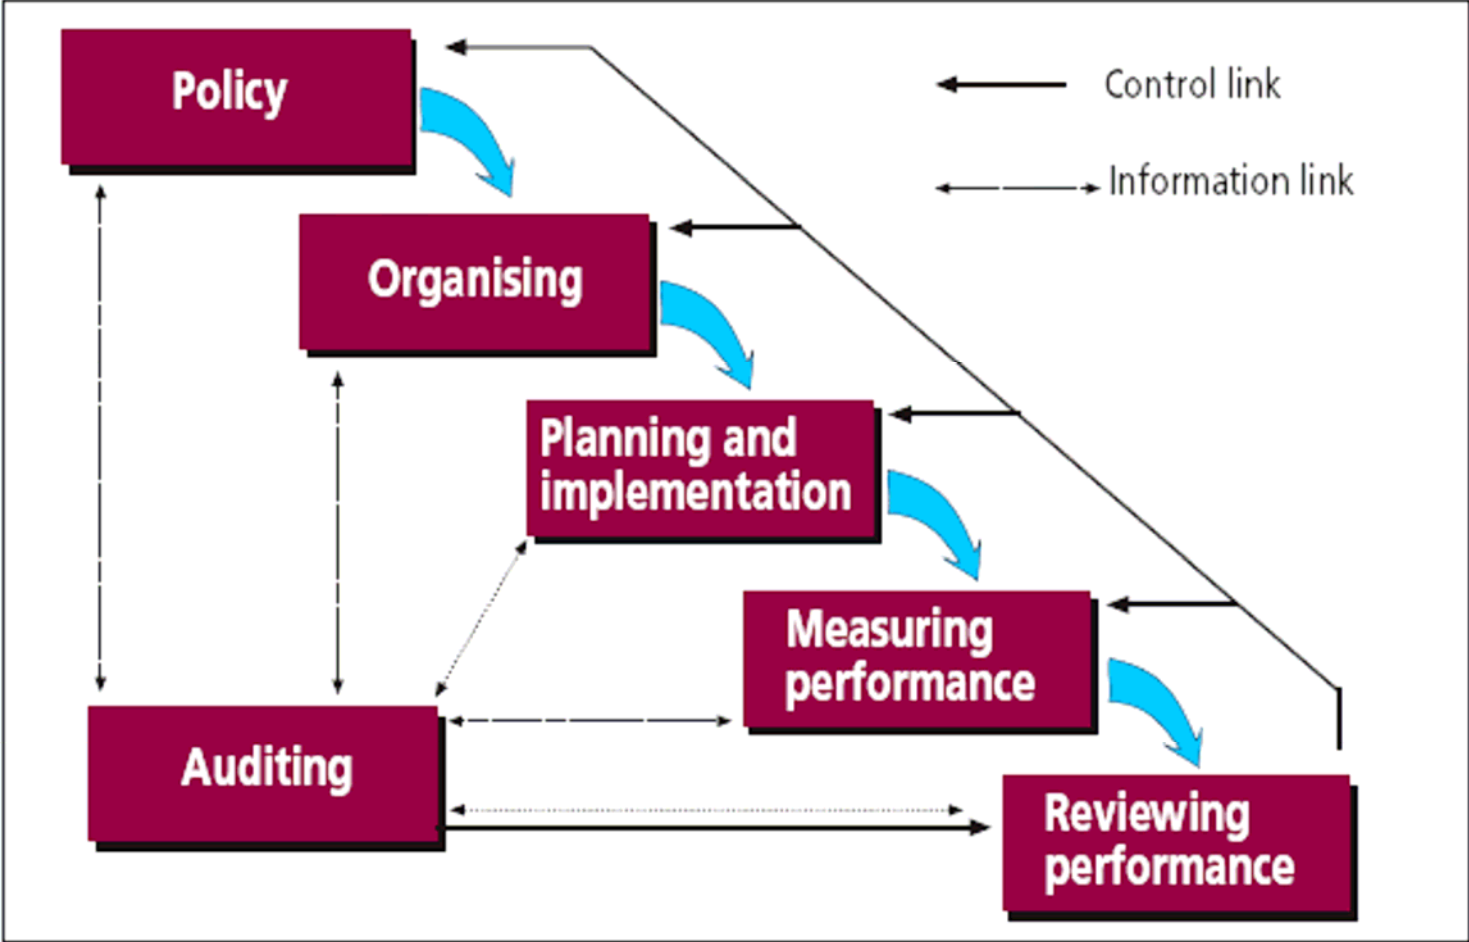 Policy
Control link
Information link
Organising
Planning and
implementation
Measuring
performance
Auditing
Reviewing
performance